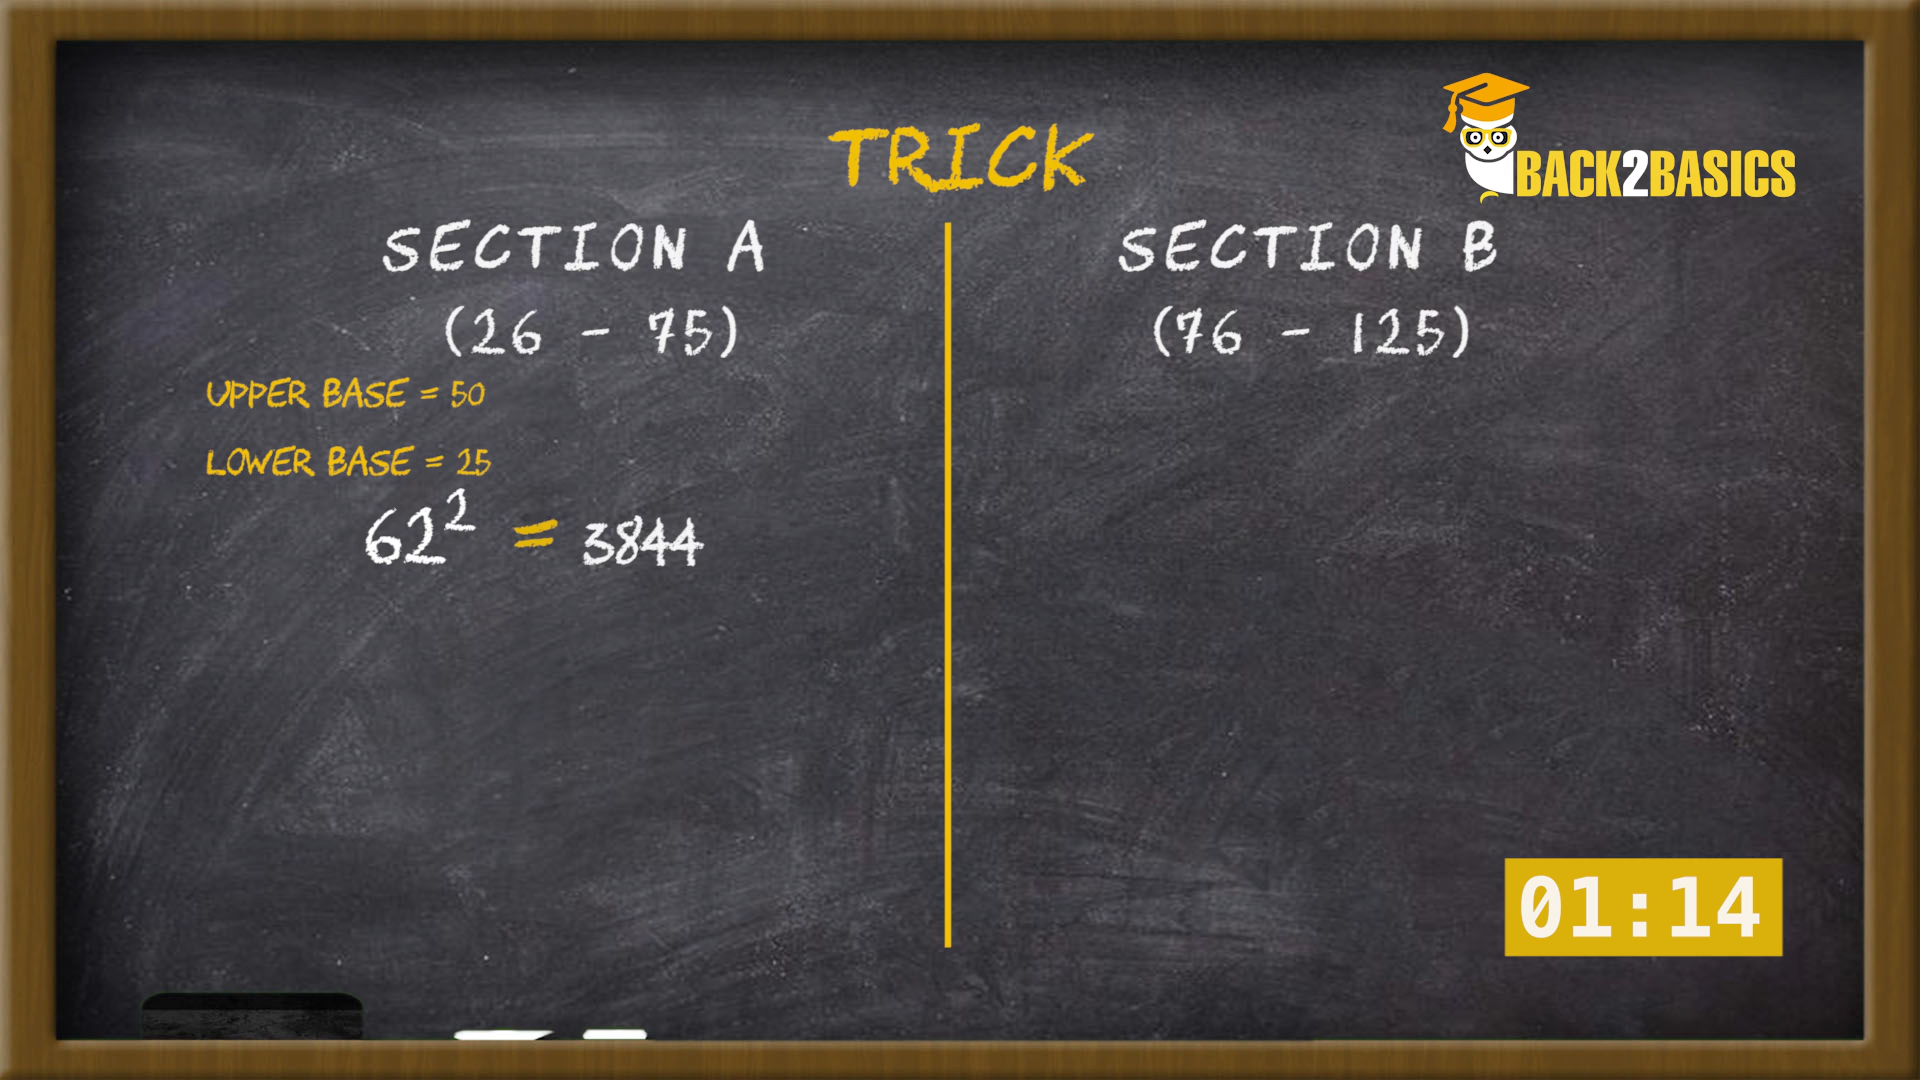 TRICK
BACK2BASICS
SECTION A
(26 - 75)
UPPER BASE = 50
LOWER BASE = 25
62² = 3844
SECTION B
(76 - 125)
01:14